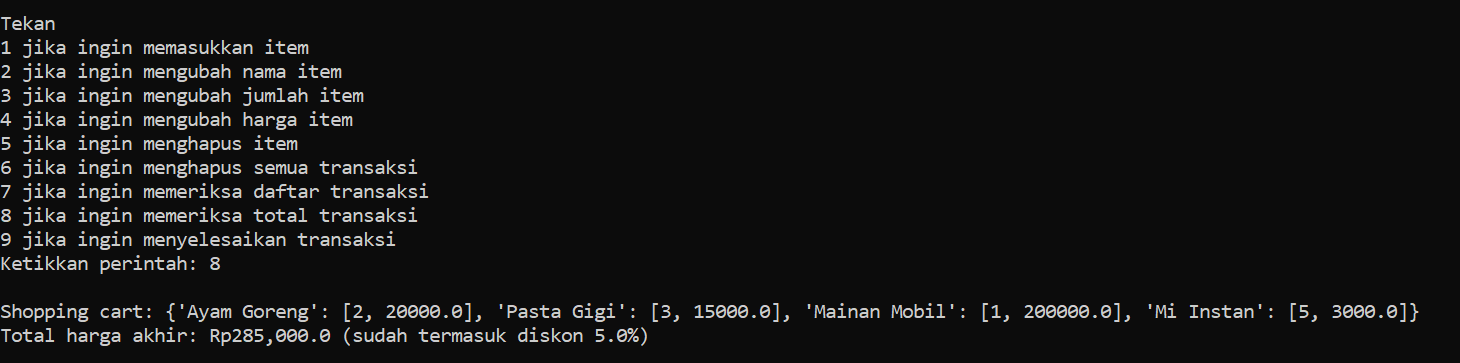 Tekan
1 jika ingin memasukkan item
2 jika ingin mengubah nama item
3 jika ingin mengubah jumlah item
4 jika ingin mengubah harga item
5 jika ingin menghapus item
6 jika ingin menghapus semua transaksi
7 jika ingin memeriksa daftar transaksi
8 jika ingin memeriksa total transaksi
9 jika ingin menyelesaikan transaksi
Ketikkan perintah: 8
Shopping cart: {'Ayam Goreng': [2, 20000.0], 'Pasta Gigi': [3, 15000.0], 'Mainan Mobil': [1, 200000.0], 'Mi Instan': [5, 3000.0]}
Total harga akhir: Rp285,000.0 (sudah termasuk diskon 5.0%)